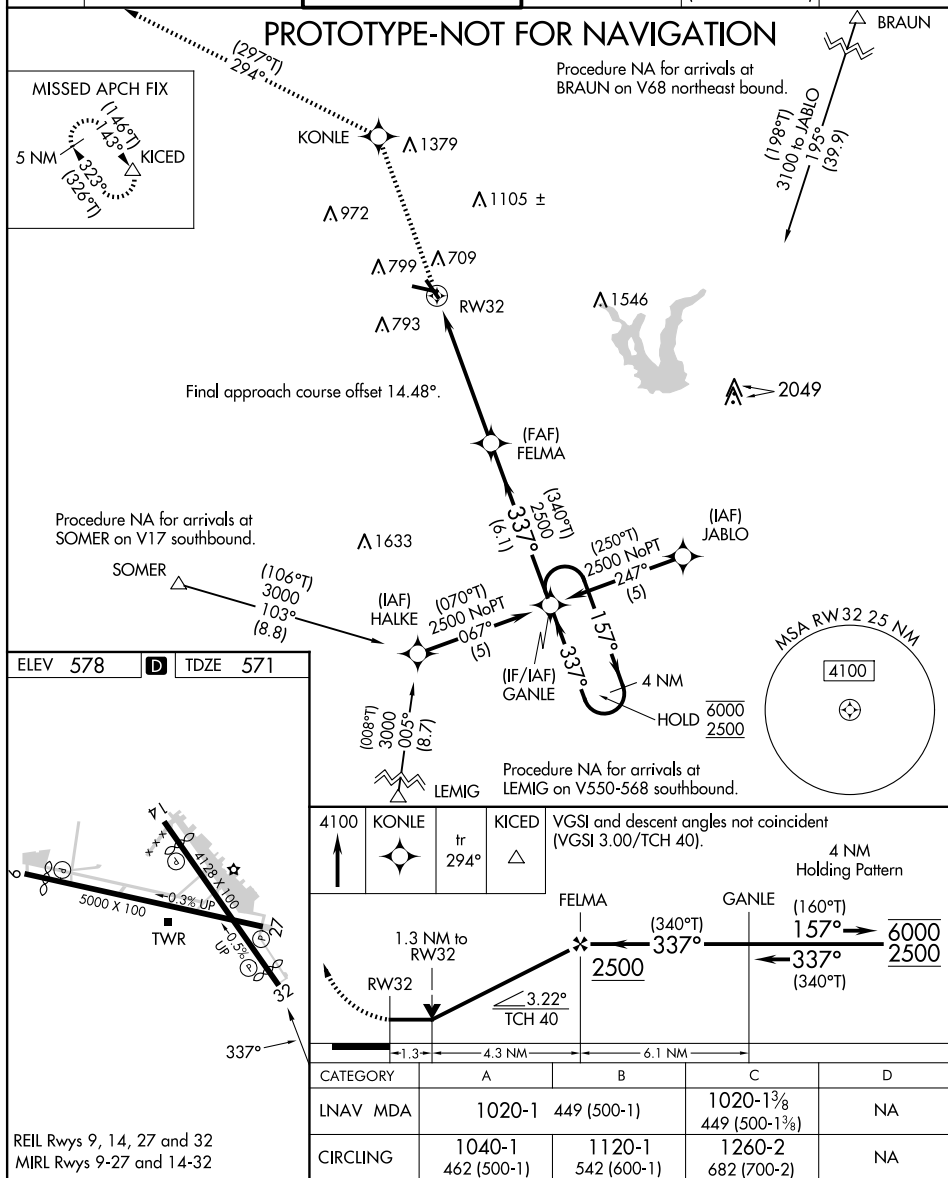 PROTOTYPE-NOT FOR NAVIGATION
BRAUN
Procedure NA for arrivals at
BRAUN on V68 northeast bound.
(198°T)
3100 to JABLO
195°
(39.9)
(297°T)
294°
MISSED APCH FIX
(146°T)
143°
5 NM
KICED
323°
(326°T)
KONLE
1379
1105 ±
972
709
799
RW32
1546
793
2049
Final approach course offset 14.48°.
(FAF)
FELMA
(340°T)
2500
337°
(6.1)
Procedure NA for arrivals at
SOMER on V17 southbound.
1633
(IAF)
JABLO
(250°T)
2500 NoPT
247°
(5)
SOMER
(106°T)
3000
103°
(8.8)
(IAF)
HALKE
(070°T)
2500 NoPT
067°
(5)
157°
337°
(IF/IAF)
GANLE
4 NM
HOLD
6000
2500
MSA RW32 25 NM
4100
(008°T)
3000
005°
(8.7)
LEMIG
Procedure NA for arrivals at
LEMIG on V550-568 southbound.
ELEV 578
D
TDZE 571
14
P
4128 X 100
9
P
5000 X 100
0.3% UP
27
P
TWR
0.5%
UP
P
32
337°
REIL Rwys 9, 14, 27 and 32
MIRL Rwys 9-27 and 14-32
4100
KONLE
tr
294°
KICED
VGSI and descent angles not coincident
(VGSI 3.00/TCH 40).
4 NM
Holding Pattern
FELMA
GANLE
(340°T)
337°
(160°T)
157°
6000
2500
337°
(340°T)
2500
1.3 NM to
RW32
RW32
3.22°
TCH 40
1.3
4.3 NM
6.1 NM
CATEGORY A B C D
LNAV MDA 1020-1 449 (500-1) 1020-1⅜ 449 (500-1⅜) NA
CIRCLING 1040-1 462 (500-1) 1120-1 542 (600-1) 1260-2 682 (700-2) NA